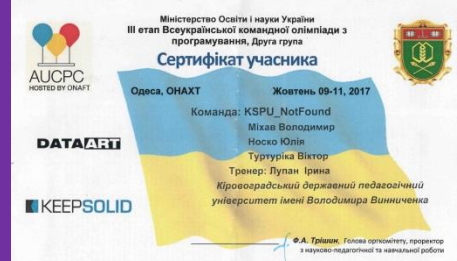 Міністерство Освіти і науки України
ІІІ етап Всеукраїнської командної олімпіади з
програмування, Друга група
Сертифікат учасника
AUCPC
HOSTED BY ONAFT
Одеса, ОНАХТ Жовтень 09-11, 2017
Команда: KSPU_NotFound
Міхав Володимир
Носко Юлія
Туртуріка Віктор
Тренер: Лупан Ірина
DATAART
Кіровоградський державний педагогічний
університет імені Володимира Винниченка
KEEPSOLID
Ф.А. Трішин, Голова оргкомітету, проректор
з науково-педагогічної та навчальної роботи